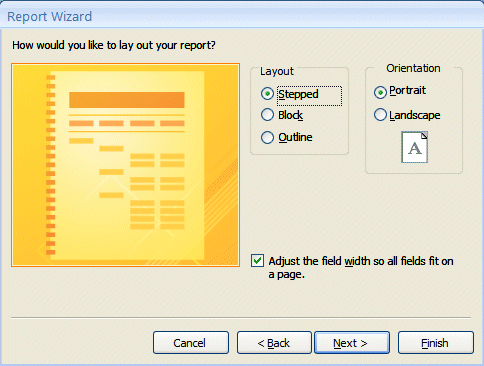 Report Wizard
How would you like to lay out your report?
Layout
Stepped
Block
Outline
Orientation
Portrait
Landscape
A
Adjust the field width so all fields fit on
a page.
Cancel
< Back
Next >
Finish